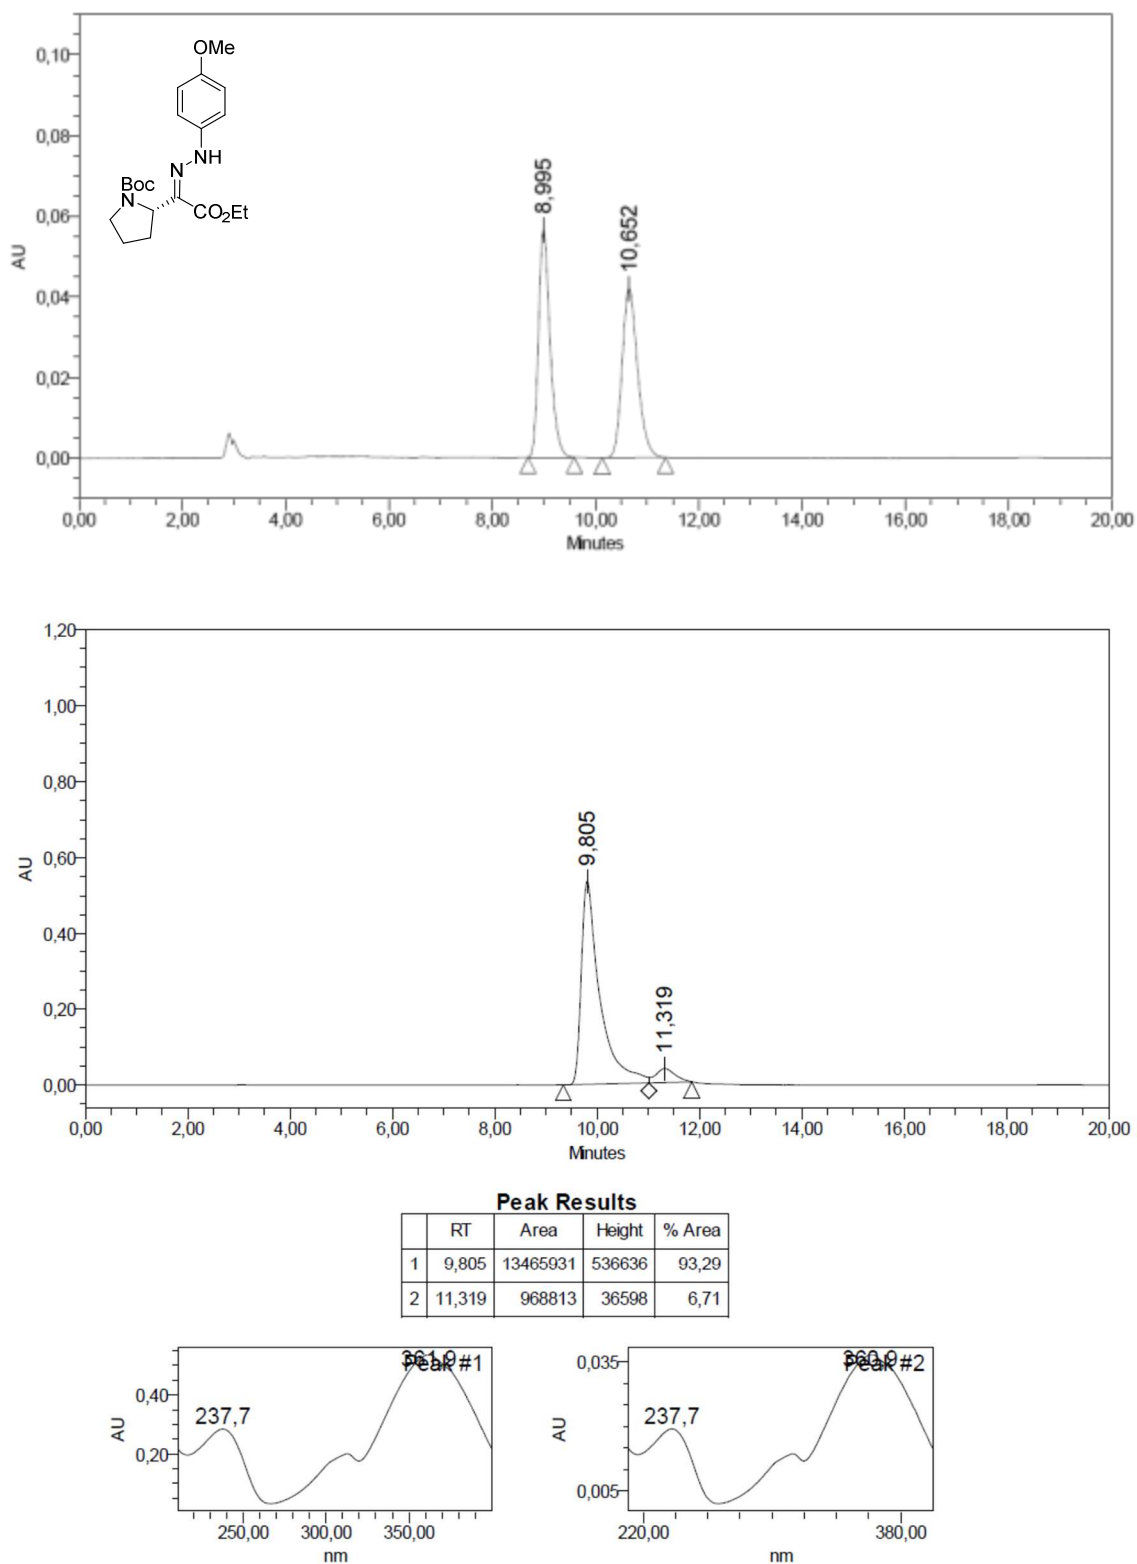 OMe
NH
N
Boc
N
CO2Et
AU
0,10
0,08
0,06
0,04
0,02
0,00
8,995
10,652
0,00 2,00 4,00 6,00 8,00 10,00 12,00 14,00 16,00 18,00 20,00
Minutes
AU
1,20
1,00
0,80
0,60
0,40
0,20
0,00
9,805
11,319
0,00 2,00 4,00 6,00 8,00 10,00 12,00 14,00 16,00 18,00 20,00
Minutes
Peak Results
RT Area Height % Area
1 9,805 13465931 536636 93,29
2 11,319 968813 36598 6,71
361,9
Peak #1
237,7
AU
0,40
0,20
250,00 300,00 350,00
nm
360,9
Peak #2
237,7
AU
0,035
0,005
220,00 380,00
nm